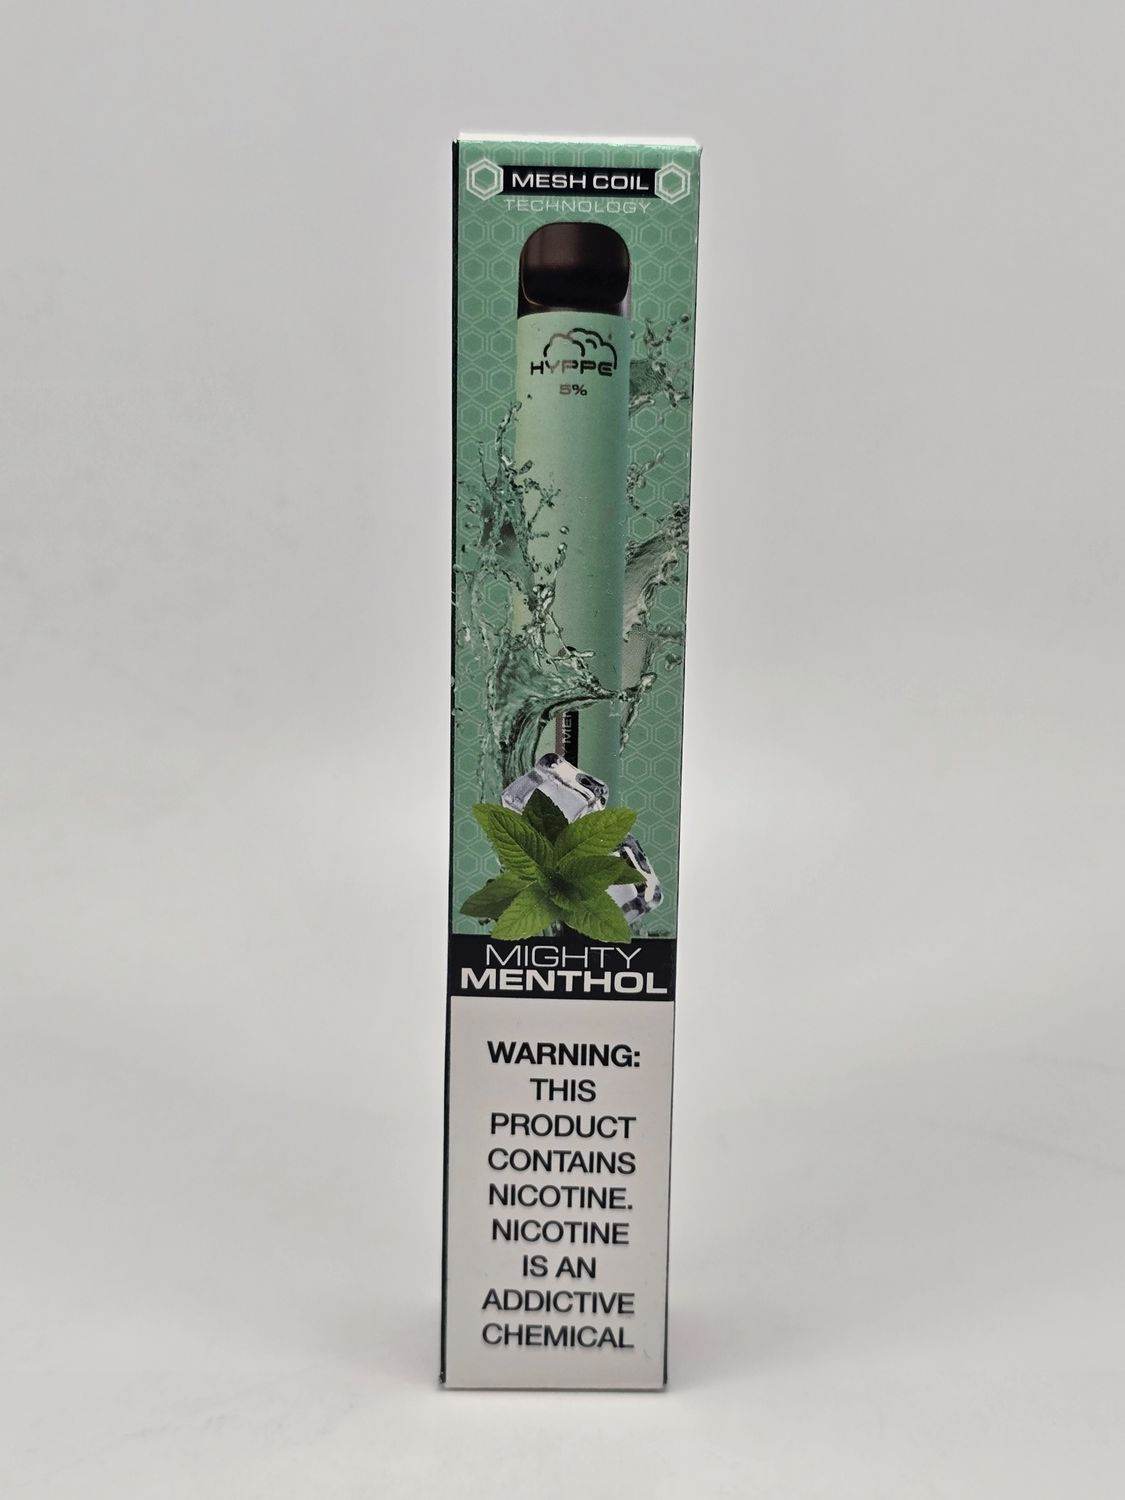 MESH COIL
TECHNOLOGY
HYPPE
5%
MIGHTY
MENTHOL
WARNING:
THIS
PRODUCT
CONTAINS
NICOTINE.
NICOTINE
IS AN
ADDICTIVE
CHEMICAL